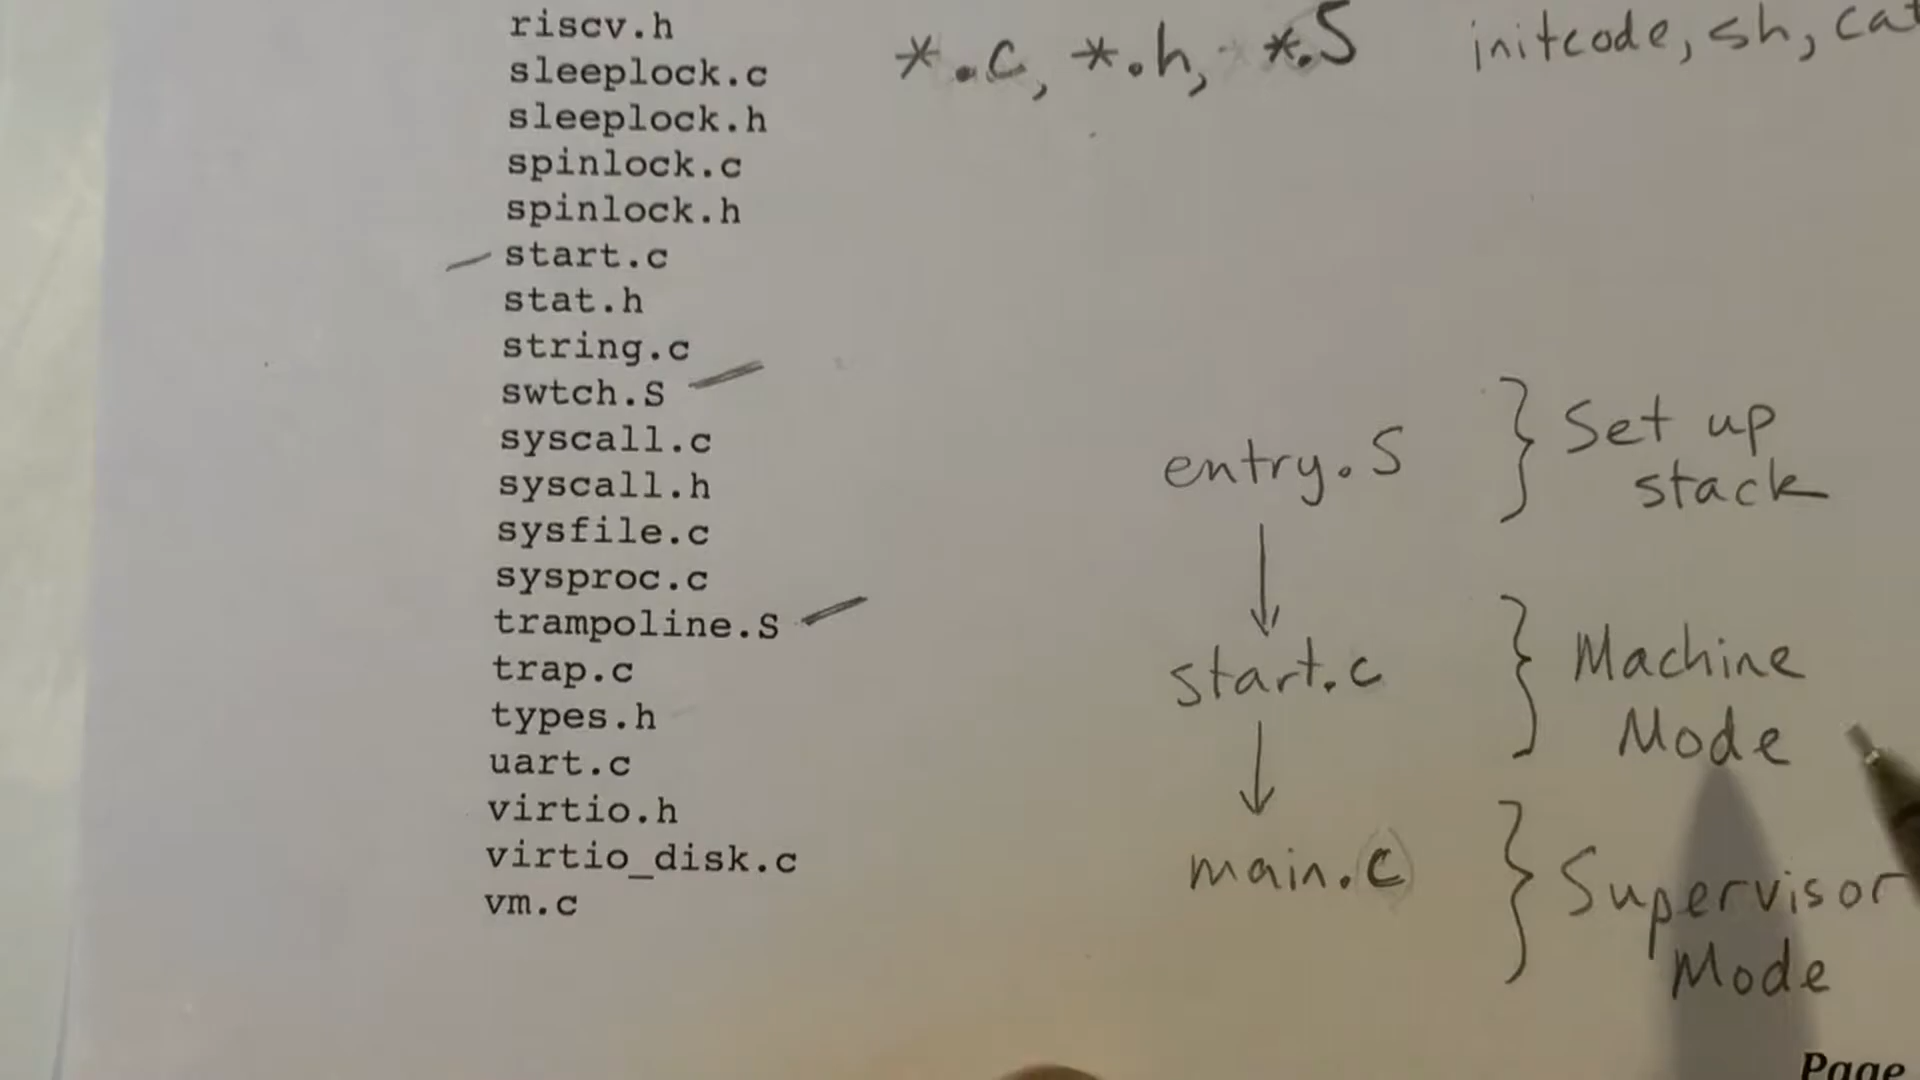 riscv.h
sleeplock.c
sleeplock.h
spinlock.c
spinlock.h
start.c
stat.h
string.c
swtch.S
syscall.c
syscall.h
sysfile.c
sysproc.c
trampoline.S
trap.c
types.h
uart.c
virtio.h
virtio_disk.c
vm.c
*.c, *.h, *.S
initcode, sh, cat
entry.S
Set up
stack
start.c
Machine
Mode
main.c
Supervisor
Mode
Page